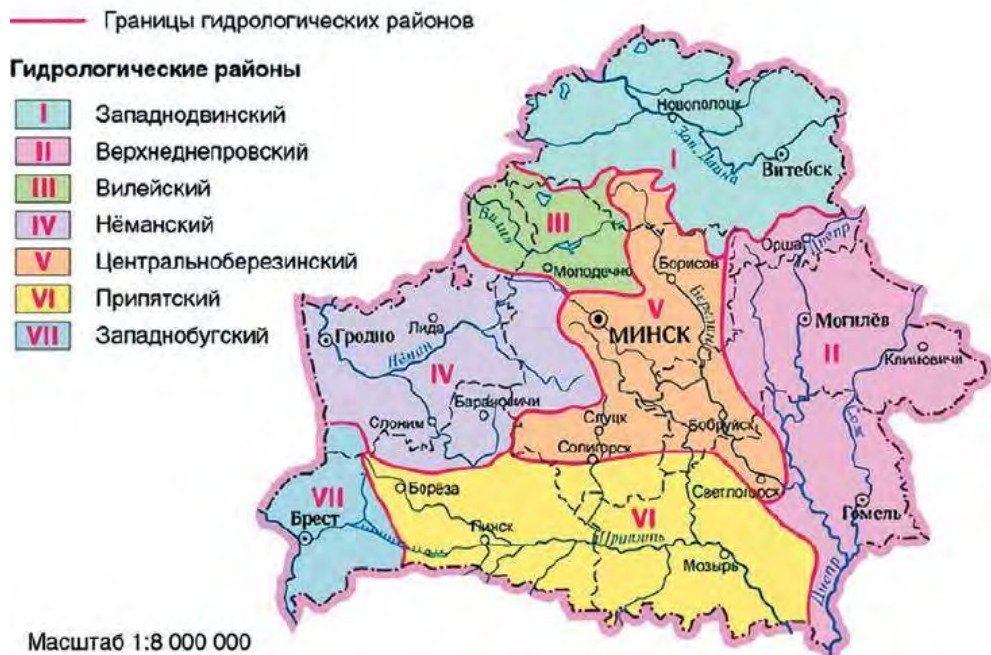 Границы гидрологических районов
Гидрологические районы
I Западнодвинский
II Верхнеднепровский
III Вилейский
IV Нёманский
V Центральноберезинский
VI Припятский
VII Западнобугский
Новополоцк
Зап. Двина
Витебск
I
Вилия
III
Молодечно
Орша
Днепр
Борисов
Березина
V
МИНСК
Могилёв
II
Климовичи
Гродно
Лида
Нёман
IV
Барановичи
Слоним
Слуцк
Солигорск
Бобруйск
Сож
Светлогорск
Гомель
VII
Брест
Берёза
Пинск
VI
Припять
Мозырь
Днепр
Масштаб 1:8 000 000